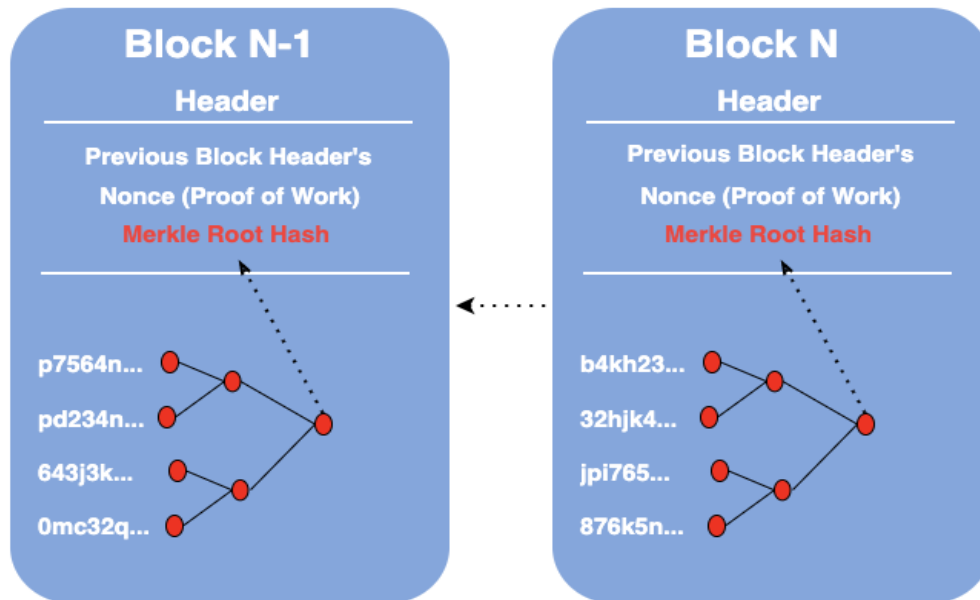 Block N-1
Header
Previous Block Header's
Nonce (Proof of Work)
Merkle Root Hash
p7564n...
pd234n...
643j3k...
0mc32q...
Block N
Header
Previous Block Header's
Nonce (Proof of Work)
Merkle Root Hash
b4kh23...
32hjk4...
jpi765...
876k5n...